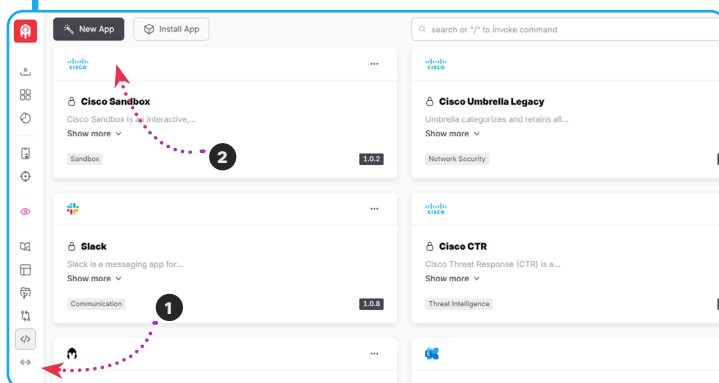 New App
Install App
search or "/" to invoke command
CISCO
...
CISCO
Cisco Sandbox
Cisco Umbrella Legacy
Cisco Sandbox is an interactive,...
Umbrella categorizes and retains all...
Show more
Show more
2
Sandbox
1.0.2
Network Security
...
CISCO
Slack
Cisco CTR
Slack is a messaging app for...
Cisco Threat Response (CTR) is a...
Show more
Show more
1
Communication
1.0.8
Threat Intelligence
...